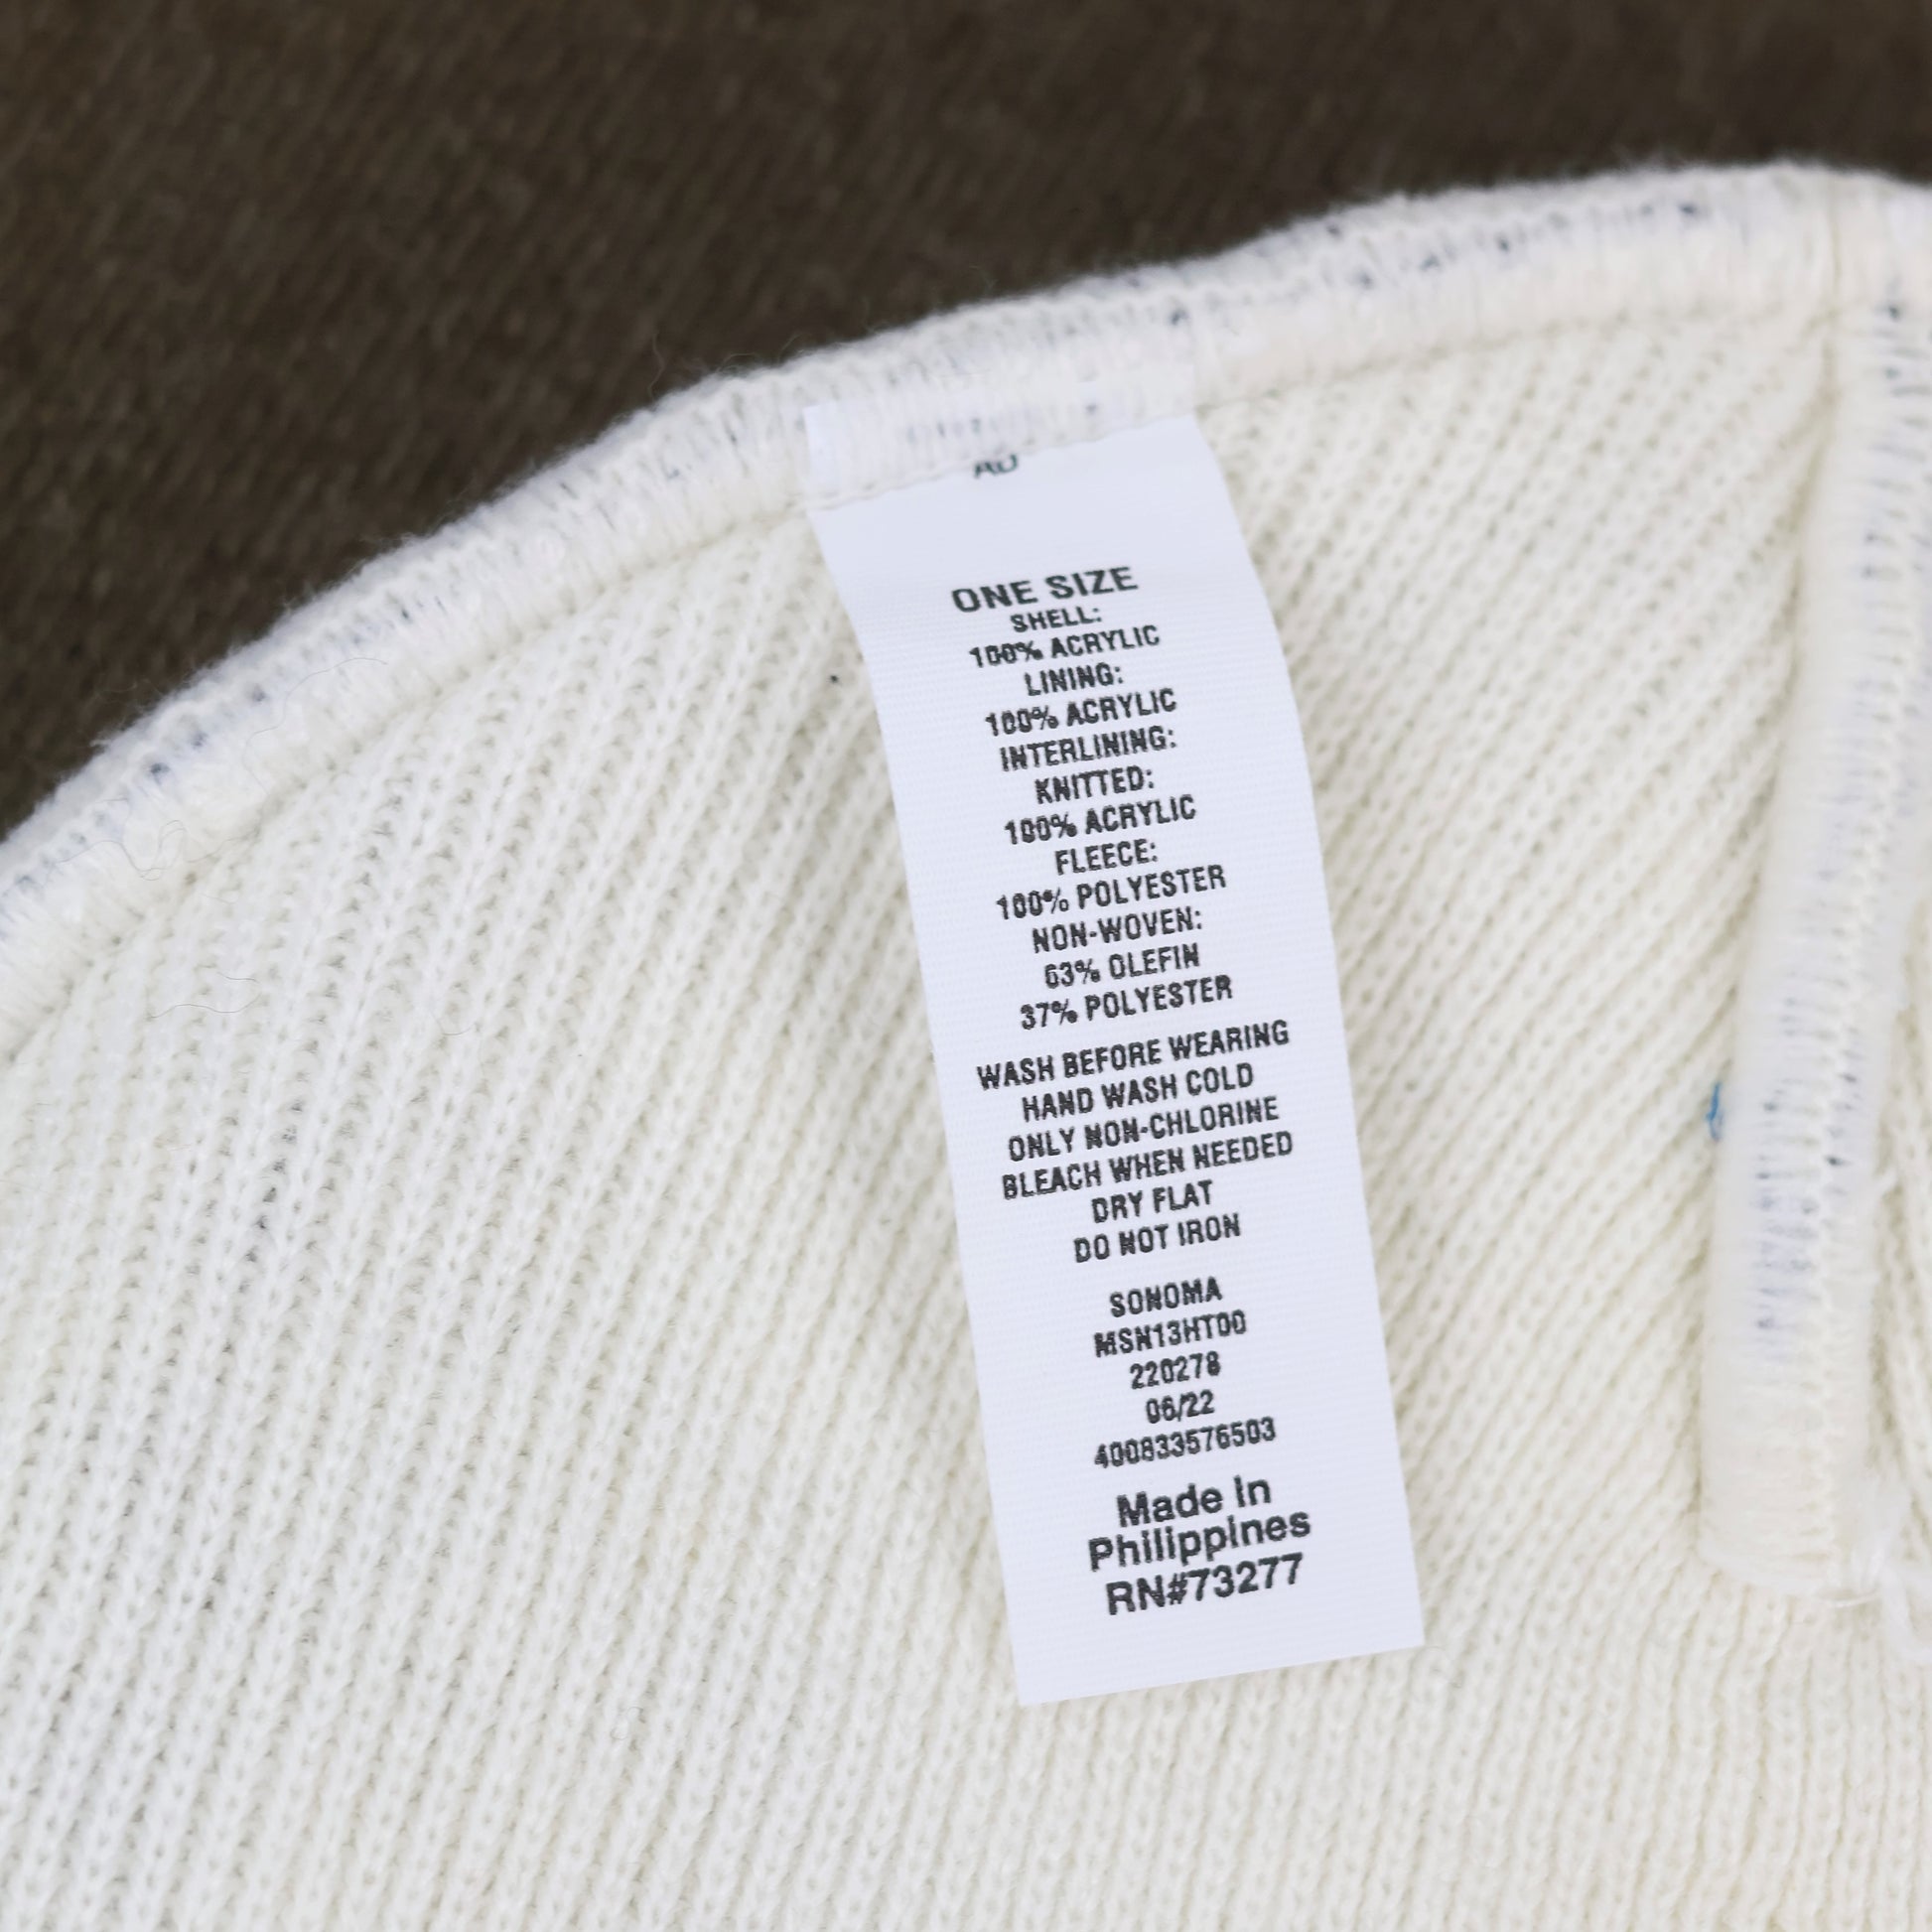 ONE SIZE
SHELL:
100% ACRYLIC
LINING:
100% ACRYLIC
INTERLINING:
KNITTED:
100% ACRYLIC
FLEECE:
100% POLYESTER
NON-WOVEN:
63% OLEFIN
37% POLYESTER
WASH BEFORE WEARING
HAND WASH COLD
ONLY NON-CHLORINE
BLEACH WHEN NEEDED
DRY FLAT
DO NOT IRON
SONOMA
MSN13HT00
220278
06/22
400833576503
Made In
Philippines
RN#73277